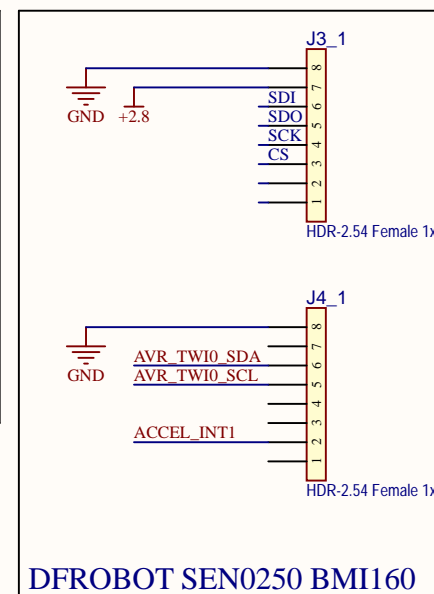 J3_1
8
7
6
5
4
3
2
1
GND
+2.8
SDI
SDO
SCK
CS
HDR-2.54 Female 1x
J4_1
8
7
6
5
4
3
2
1
GND
AVR_TWI0_SDA
AVR_TWI0_SCL
ACCEL_INT1
HDR-2.54 Female 1x
DFROBOT SEN0250 BMI160